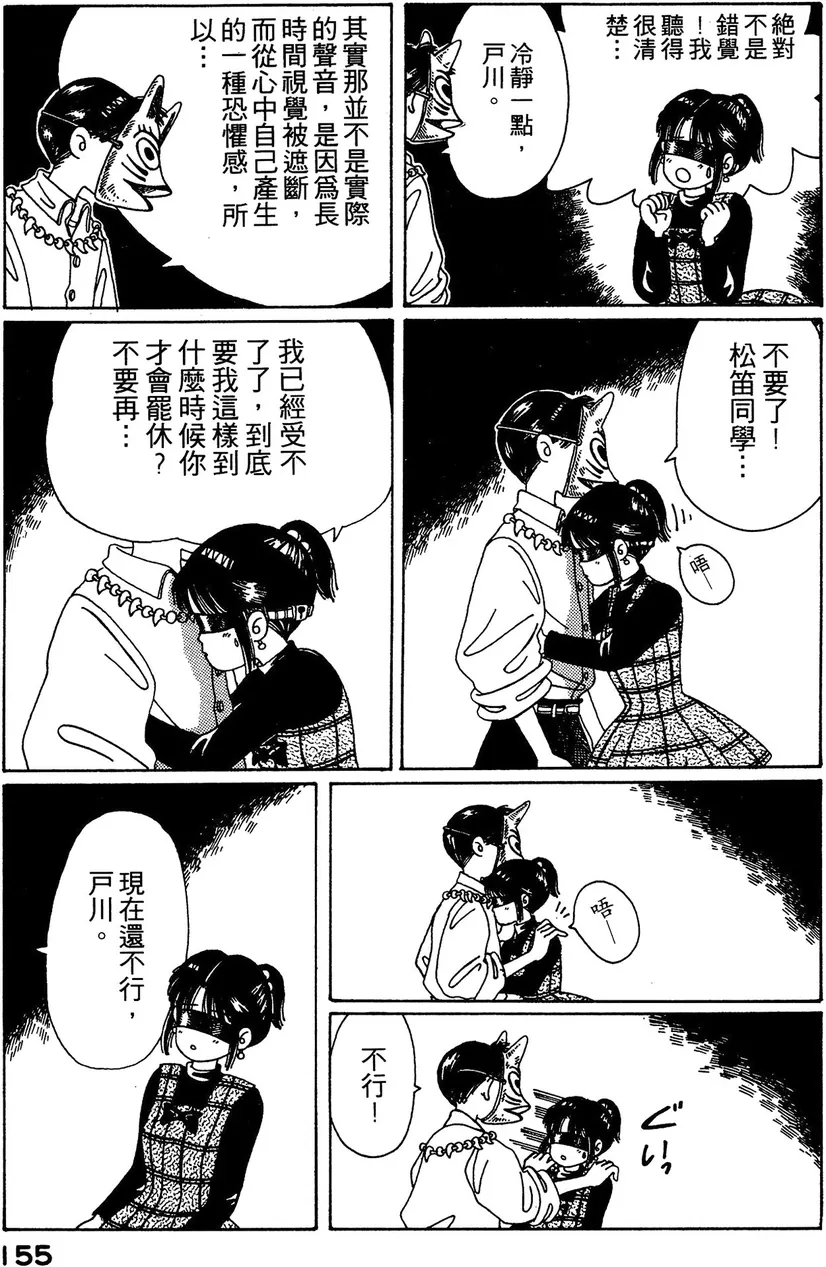 絕對
不是
錯覺
！我
聽得
很清
楚…
冷靜一點，
戸川。
其實那並不是實際
的聲音，是因為長
時間視覺被遮斷，
而從心中自己產生
的一種恐懼感，所
以…
不要了！
松笛同學…
唔—
我已經受不
了了，到底
要我這樣到
什麼時候你
才會罷休？
不要再…
唔—
不行！
ぐいっ
現在還不行，
戸川。
155